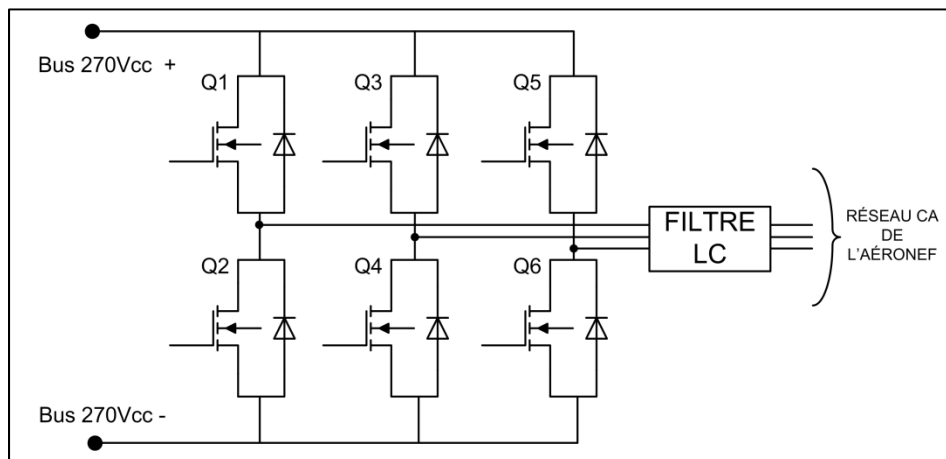 Bus 270Vcc +
Q1
Q3
Q5
FILTRE
LC
RÉSEAU CA
DE
L'AÉRONEF
Q2
Q4
Q6
Bus 270Vcc -